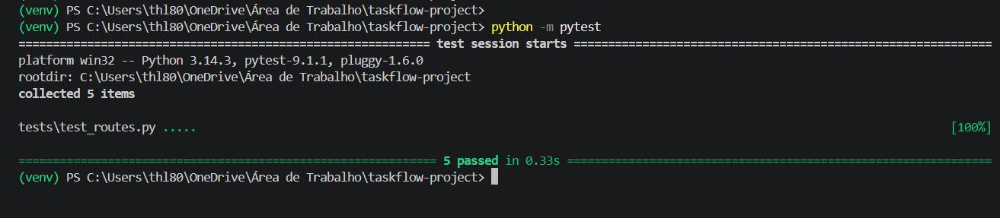 (venv) PS C:\Users\thl80\OneDrive\Área de Trabalho\taskflow-project>
(venv) PS C:\Users\thl80\OneDrive\Área de Trabalho\taskflow-project> python -m pytest
============================================================ test session starts =============================================================
platform win32 -- Python 3.14.3, pytest-9.1.1, pluggy-1.6.0
rootdir: C:\Users\thl80\OneDrive\Área de Trabalho\taskflow-project
collected 5 items
tests\test_routes.py ..... [100%]
============================================================= 5 passed in 0.33s ==============================================================
(venv) PS C:\Users\thl80\OneDrive\Área de Trabalho\taskflow-project>